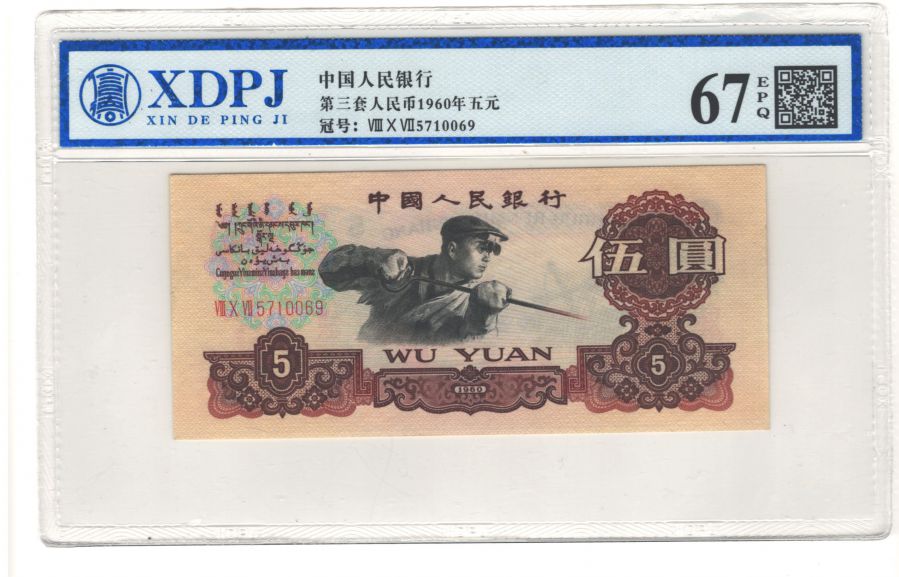 XDPJ
XIN DE PING JI
中国人民银行
第三套人民币1960年五元
冠号：ⅧⅩⅦ5710069
67
EPQ
中國人民銀行
伍圓
ⅧⅩⅦ5710069
WU YUAN
5
1960
5